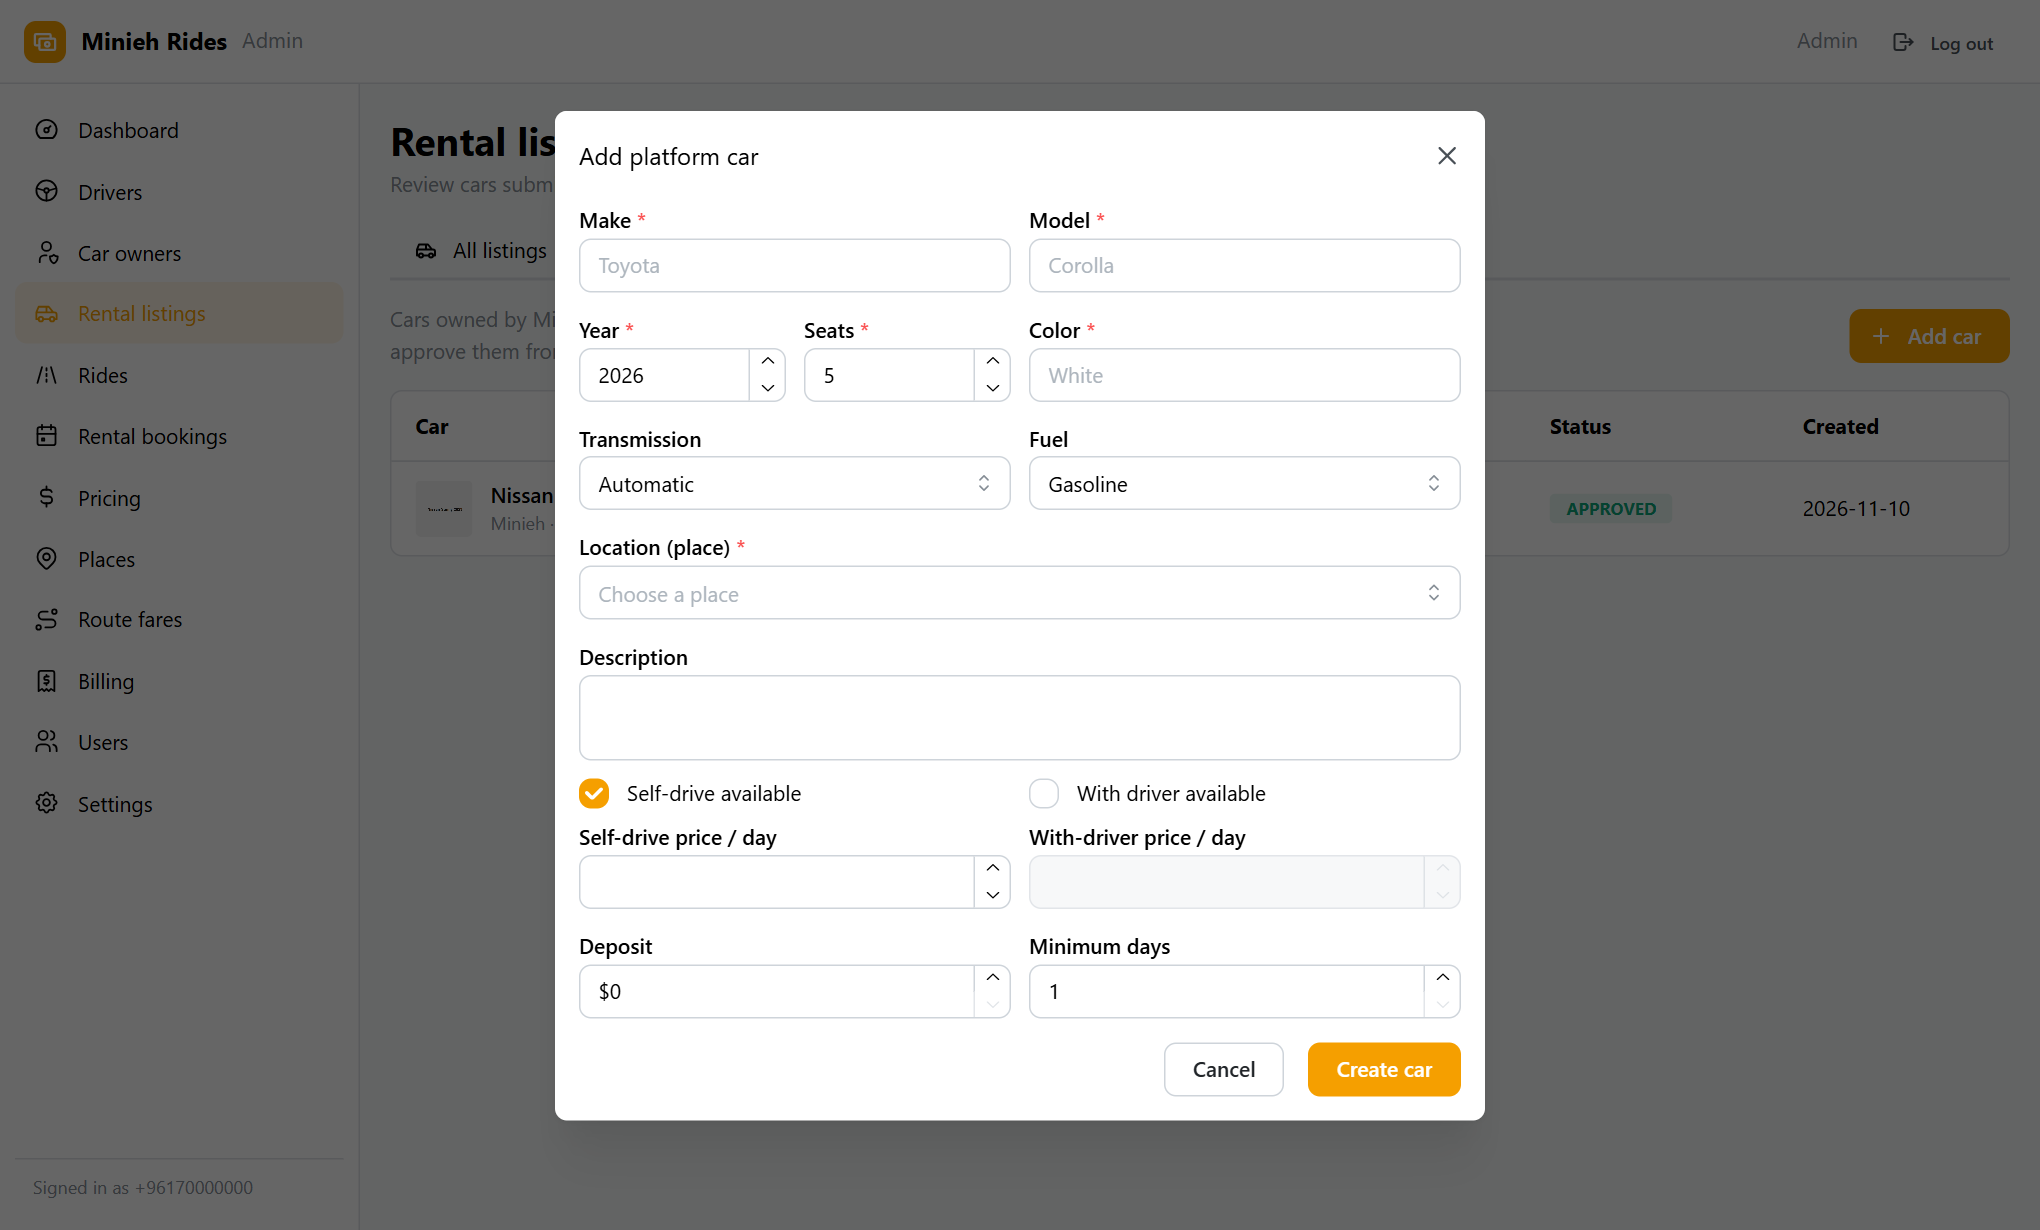 Minieh Rides Admin
Admin
Log out
Dashboard
Drivers
Car owners
Rental listings
Rides
Rental bookings
Pricing
Places
Route fares
Billing
Users
Settings
Signed in as +96170000000
Rental lis
Review cars subm
All listings
Cars owned by Mi
approve them fro
Add car
Car
Status
Created
Nissan
Minieh ·
APPROVED
2026-11-10
Add platform car
Make *
Model *
Toyota
Corolla
Year *
Seats *
Color *
2026
5
White
Transmission
Fuel
Automatic
Gasoline
Location (place) *
Choose a place
Description
Self-drive available
With driver available
Self-drive price / day
With-driver price / day
Deposit
Minimum days
$0
1
Cancel
Create car